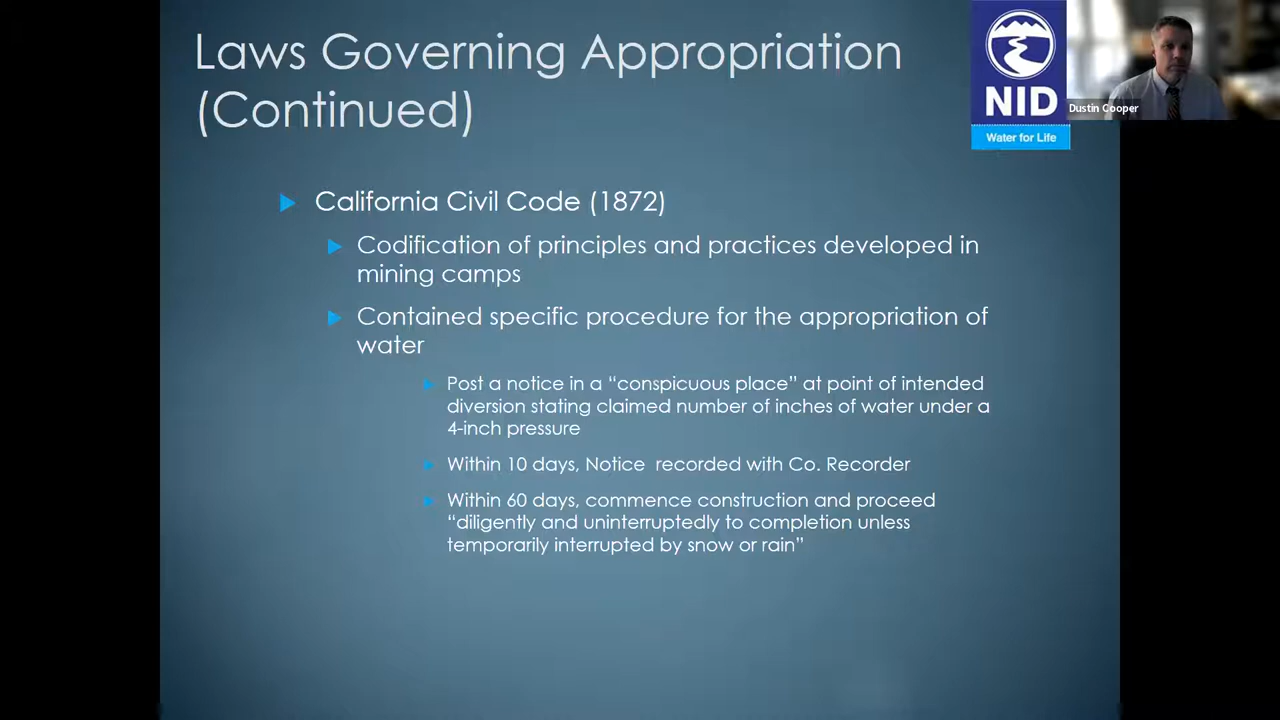 Laws Governing Appropriation
(Continued)
NID
Water for Life
Dustin Cooper
California Civil Code (1872)
Codification of principles and practices developed in
mining camps
Contained specific procedure for the appropriation of
water
Post a notice in a “conspicuous place” at point of intended
diversion stating claimed number of inches of water under a
4-inch pressure
Within 10 days, Notice  recorded with Co. Recorder
Within 60 days, commence construction and proceed
“diligently and uninterruptedly to completion unless
temporarily interrupted by snow or rain”